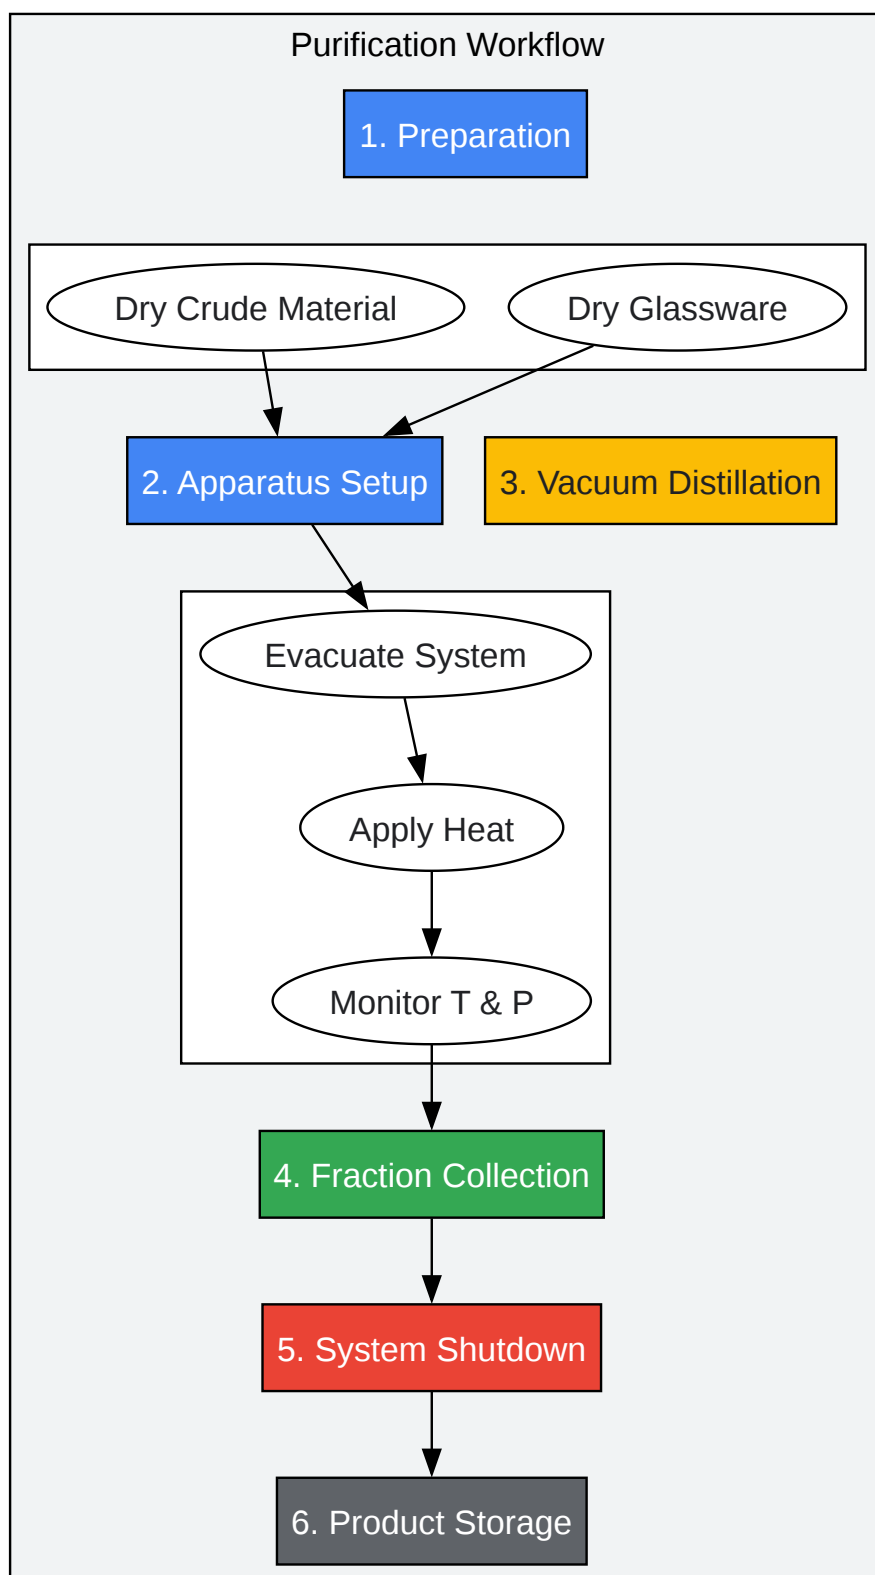 Purification Workflow
1. Preparation
Dry Crude Material
Dry Glassware
2. Apparatus Setup
3. Vacuum Distillation
Evacuate System
Apply Heat
Monitor T & P
4. Fraction Collection
5. System Shutdown
6. Product Storage